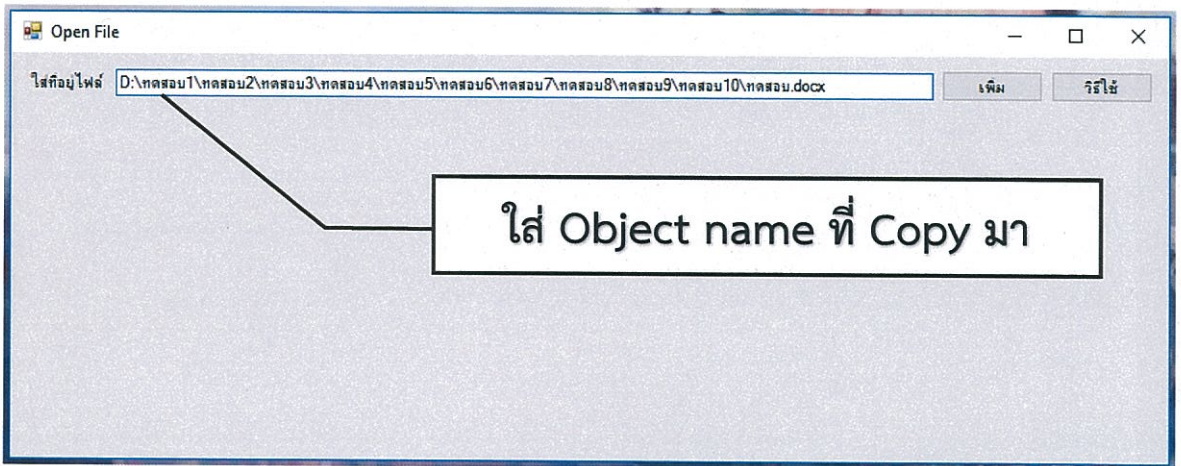 Open File
ใส่ที่อยู่ไฟล์ D:\ทดสอบ1\ทดสอบ2\ทดสอบ3\ทดสอบ4\ทดสอบ5\ทดสอบ6\ทดสอบ7\ทดสอบ8\ทดสอบ9\ทดสอบ10\ทดสอบ.docx เพิ่ม วิธีใช้
ใส่ Object name ที่ Copy มา